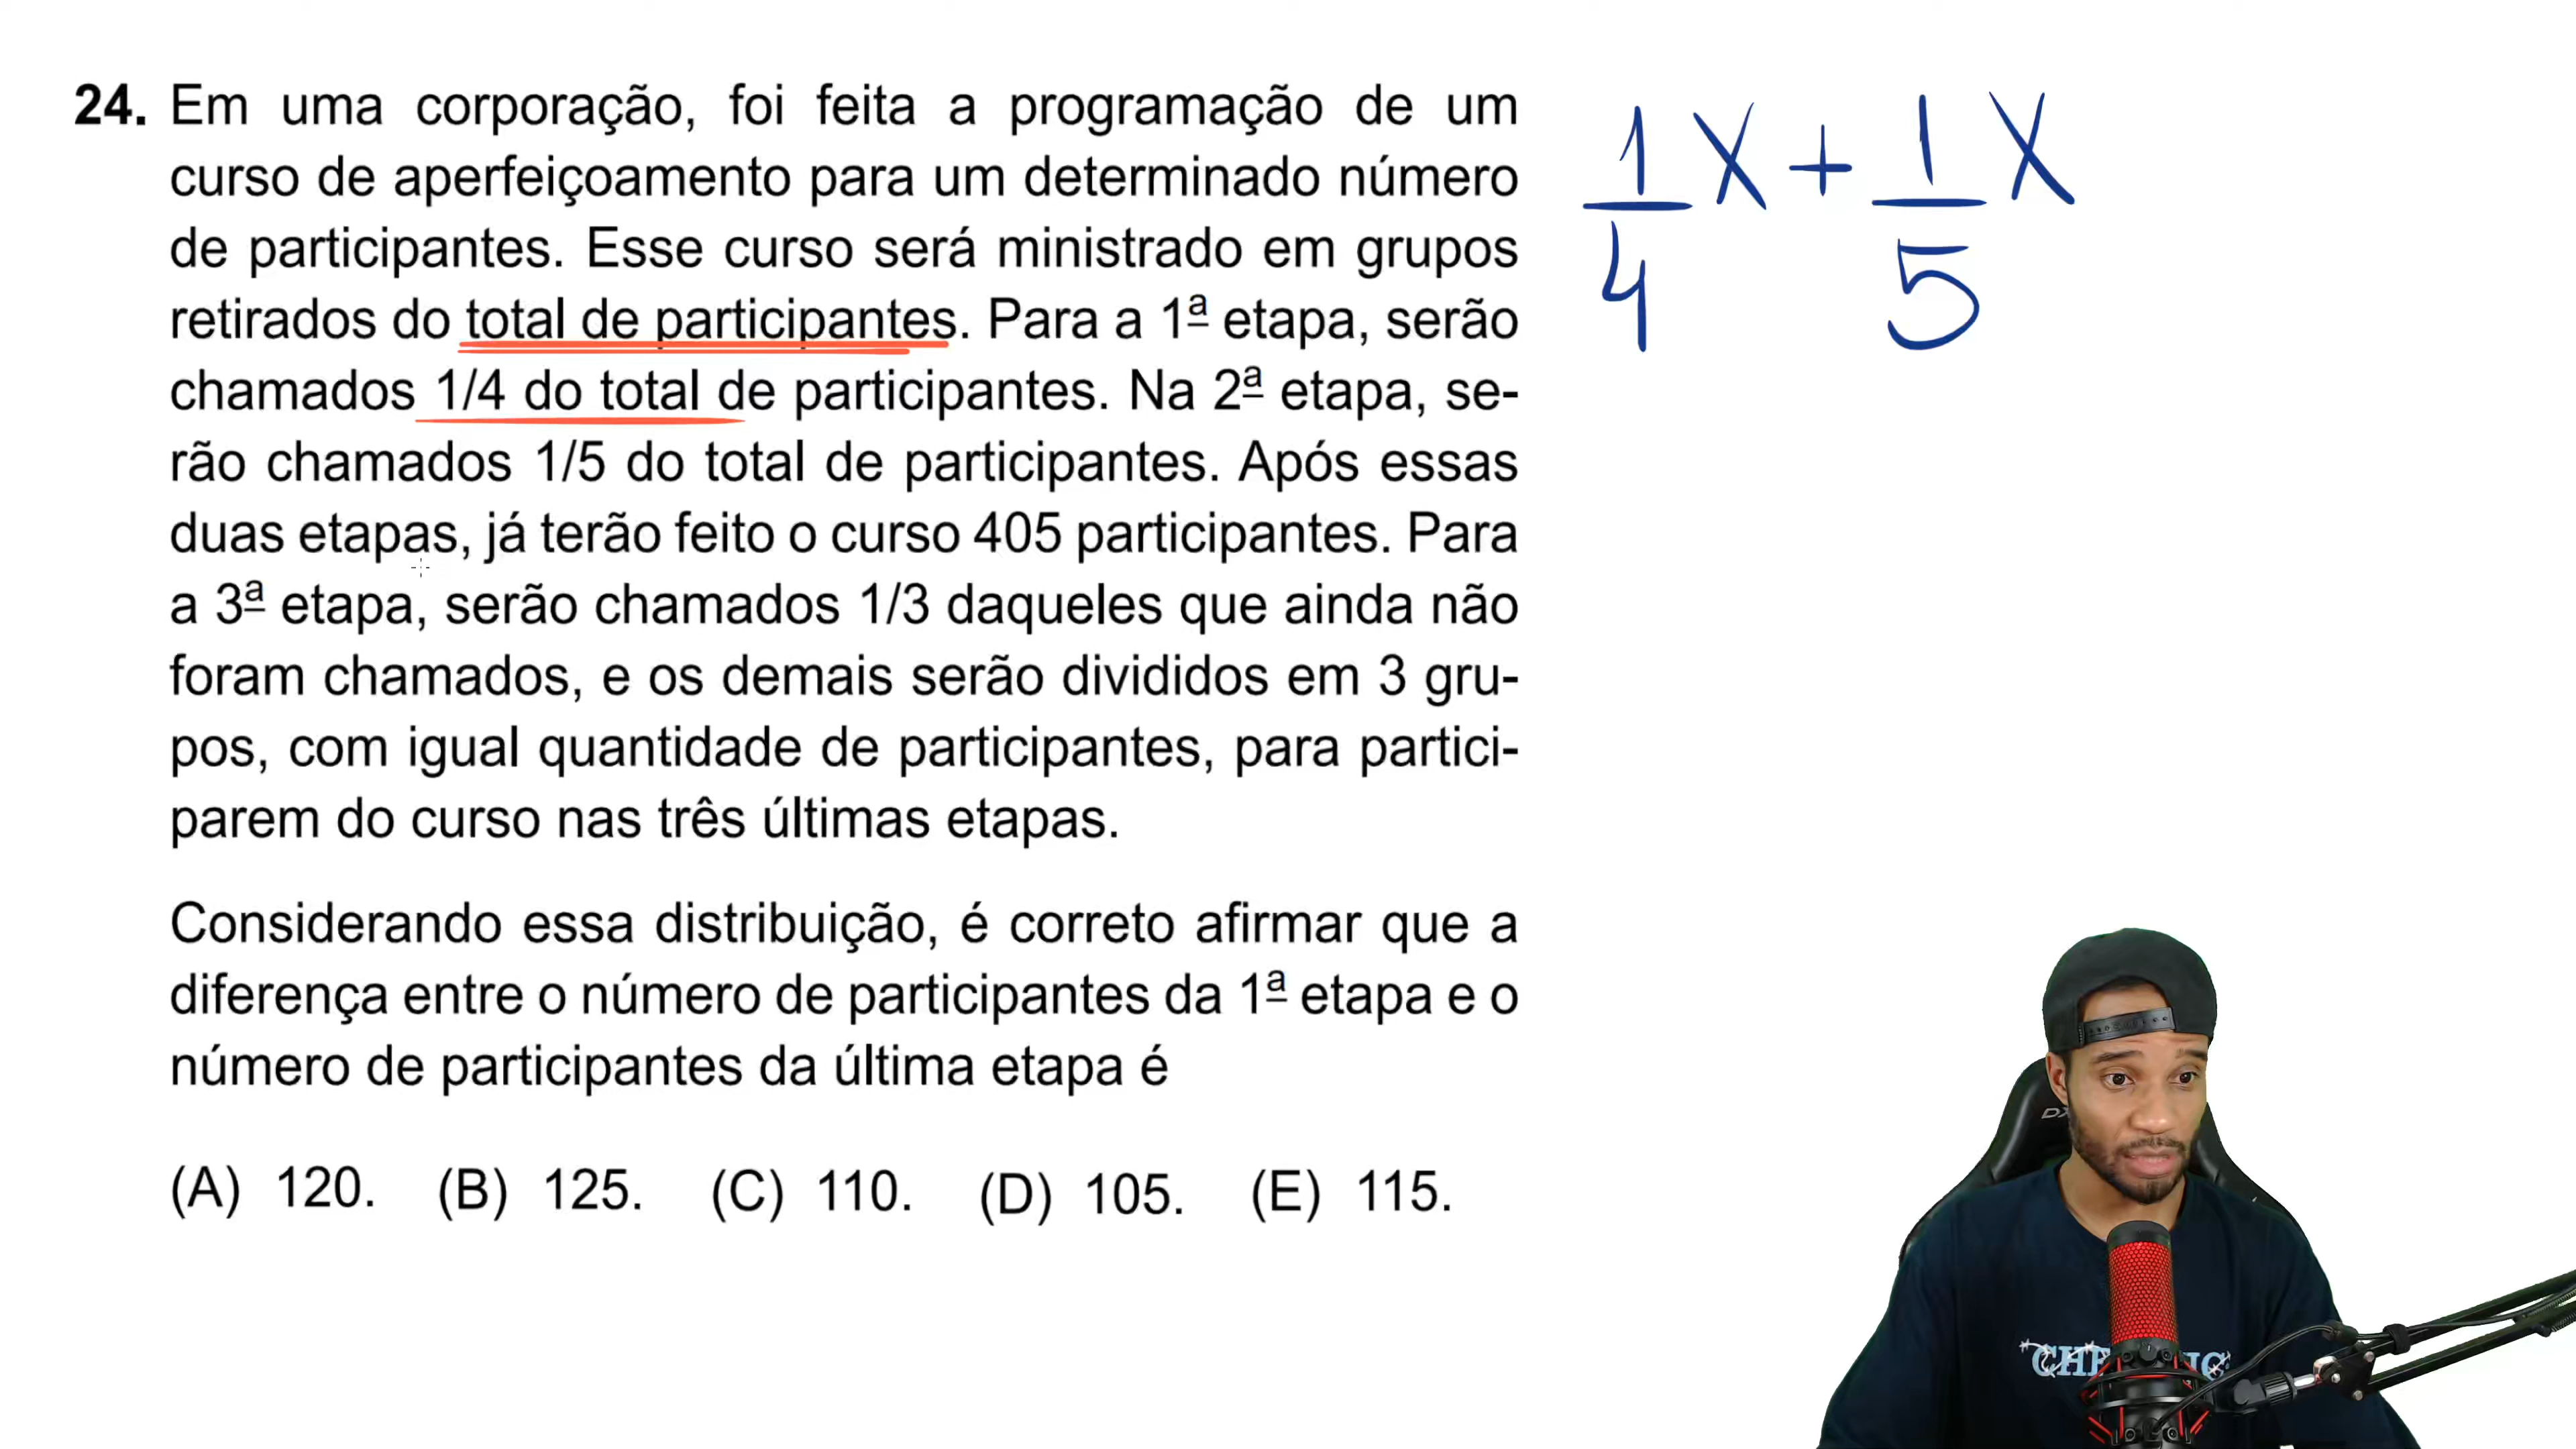 24. Em uma corporação, foi feita a programação de um
curso de aperfeiçoamento para um determinado número
de participantes. Esse curso será ministrado em grupos
retirados do total de participantes. Para a 1ª etapa, serão
chamados 1/4 do total de participantes. Na 2ª etapa, se-
rão chamados 1/5 do total de participantes. Após essas
duas etapas, já terão feito o curso 405 participantes. Para
a 3ª etapa, serão chamados 1/3 daqueles que ainda não
foram chamados, e os demais serão divididos em 3 gru-
pos, com igual quantidade de participantes, para partici-
parem do curso nas três últimas etapas.
Considerando essa distribuição, é correto afirmar que a
diferença entre o número de participantes da 1ª etapa e o
número de participantes da última etapa é
(A) 120. (B) 125. (C) 110. (D) 105. (E) 115.
1/4 X + 1/5 X